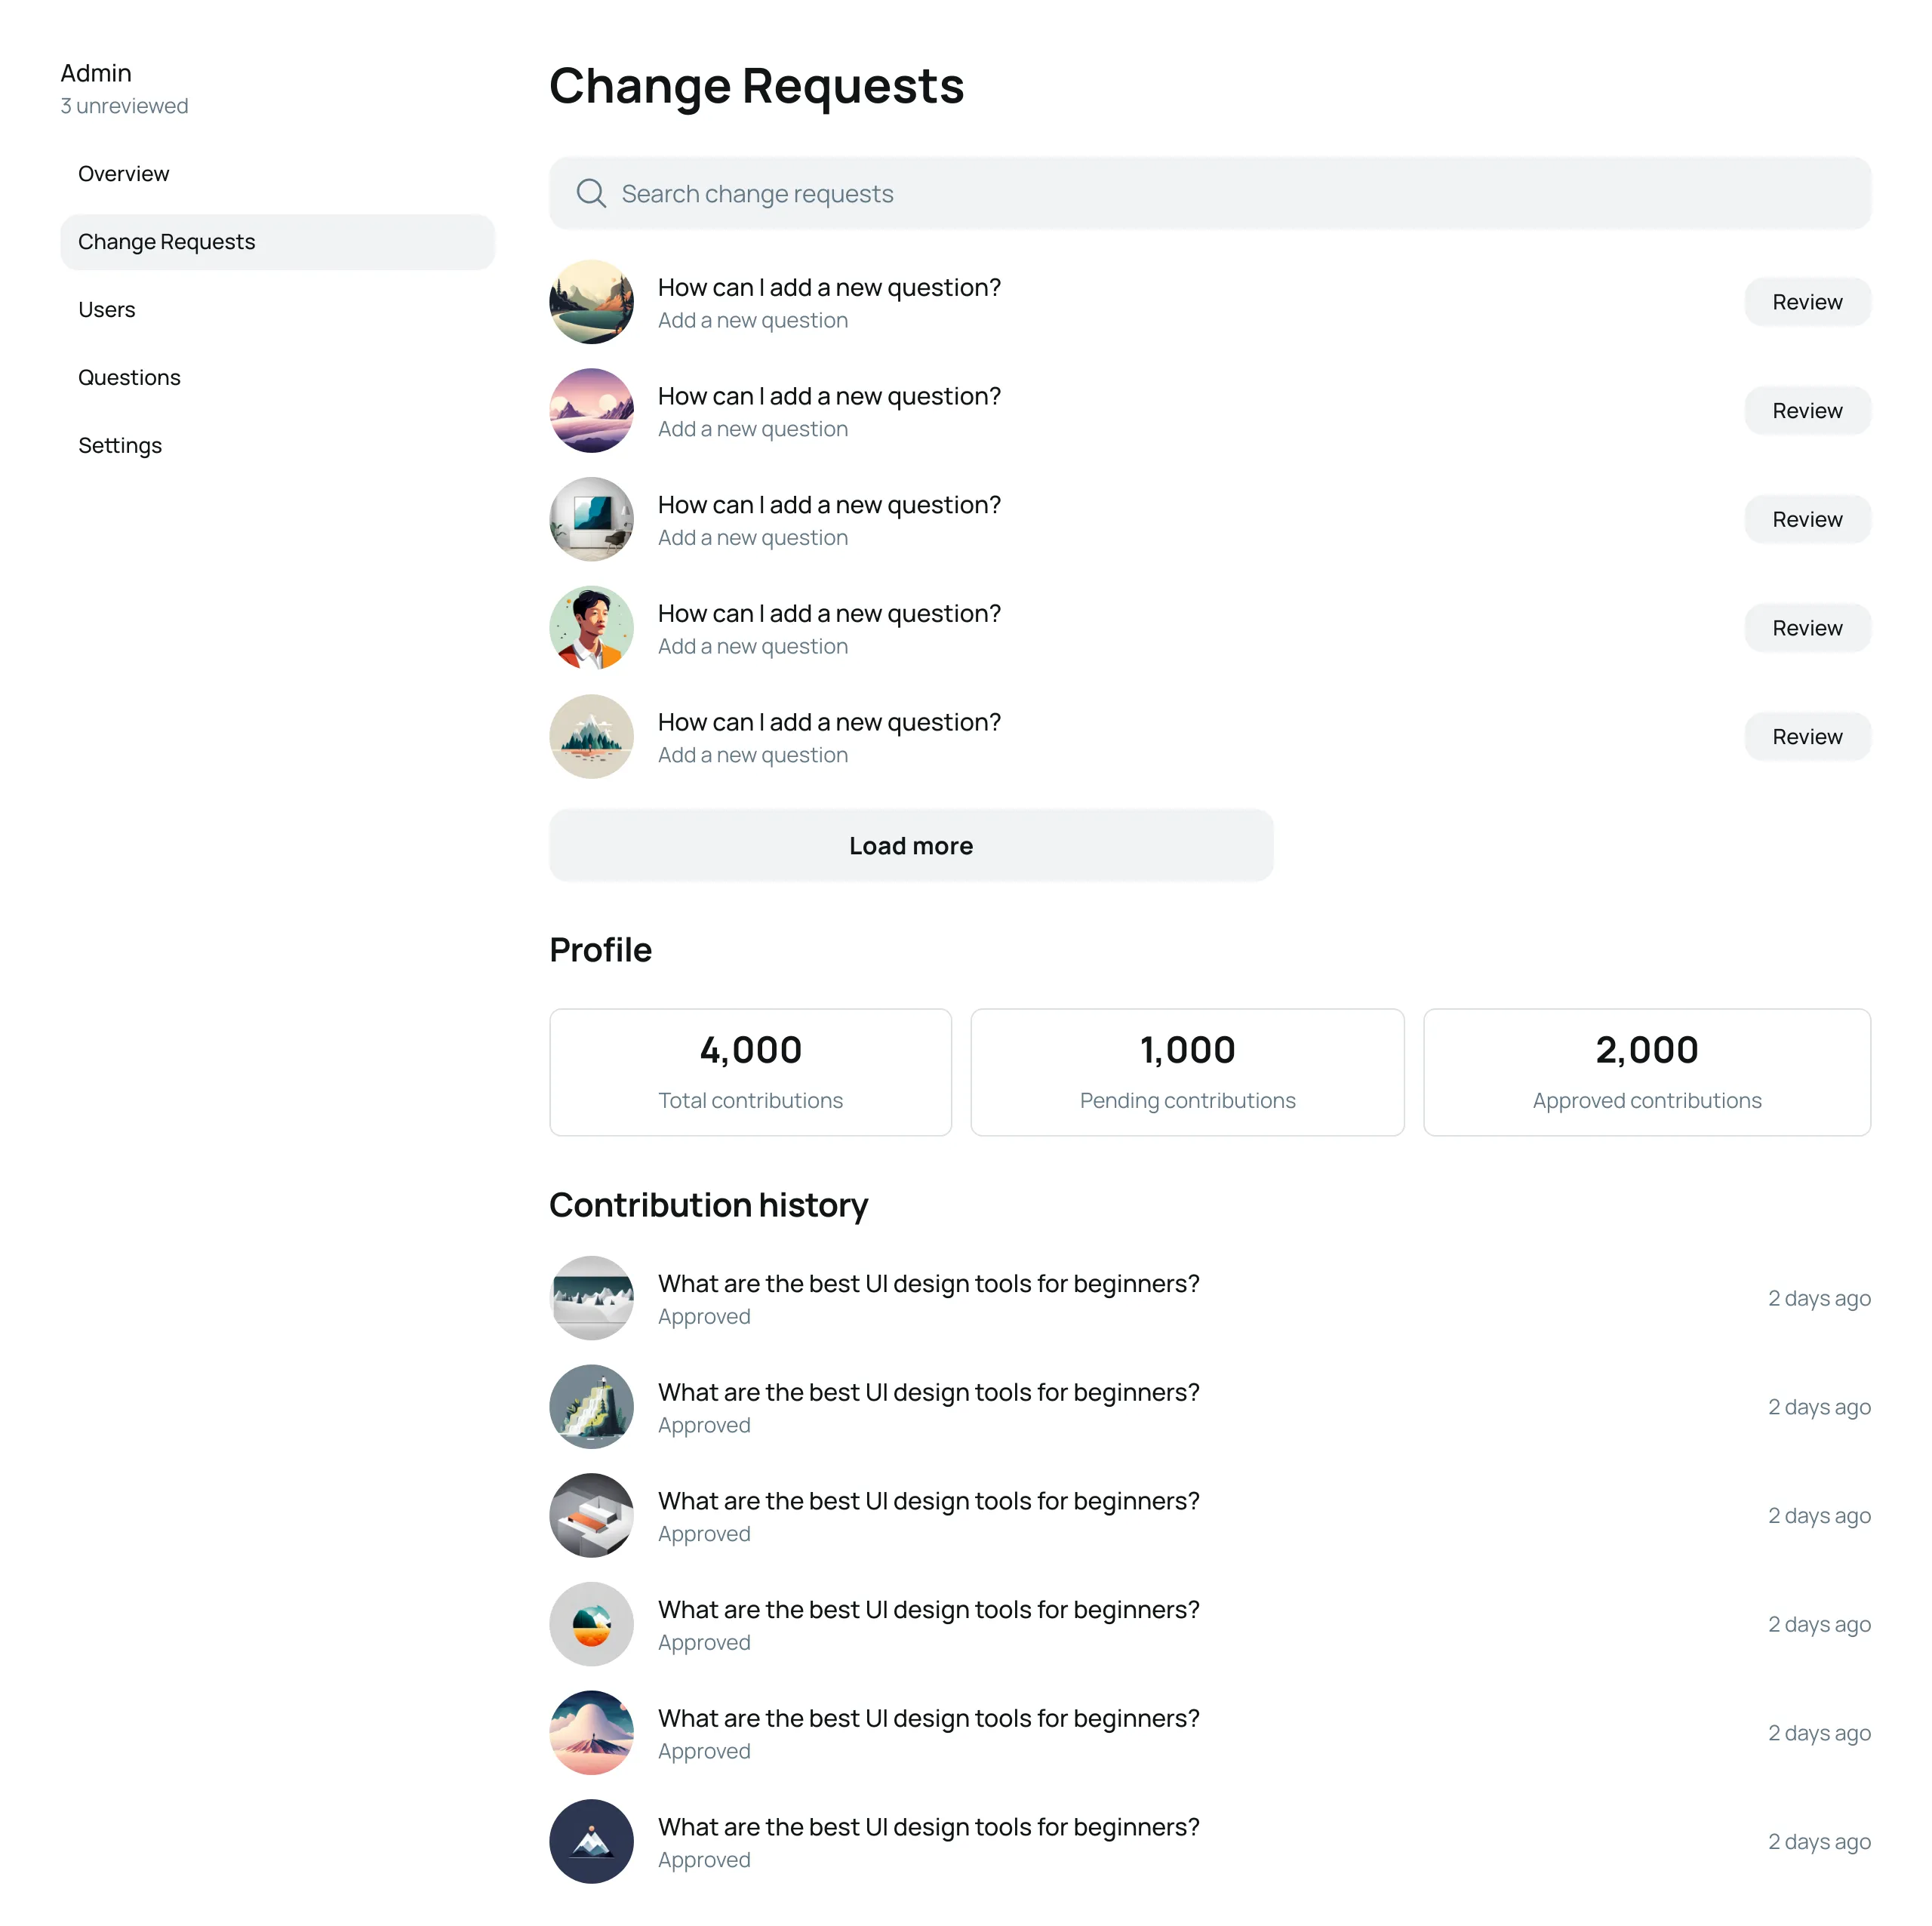 Admin
3 unreviewed
Overview
Change Requests
Users
Questions
Settings
Change Requests
Search change requests
How can I add a new question?
Add a new question
Review
How can I add a new question?
Add a new question
Review
How can I add a new question?
Add a new question
Review
How can I add a new question?
Add a new question
Review
How can I add a new question?
Add a new question
Review
Load more
Profile
4,000
Total contributions
1,000
Pending contributions
2,000
Approved contributions
Contribution history
What are the best UI design tools for beginners?
Approved
2 days ago
What are the best UI design tools for beginners?
Approved
2 days ago
What are the best UI design tools for beginners?
Approved
2 days ago
What are the best UI design tools for beginners?
Approved
2 days ago
What are the best UI design tools for beginners?
Approved
2 days ago
What are the best UI design tools for beginners?
Approved
2 days ago